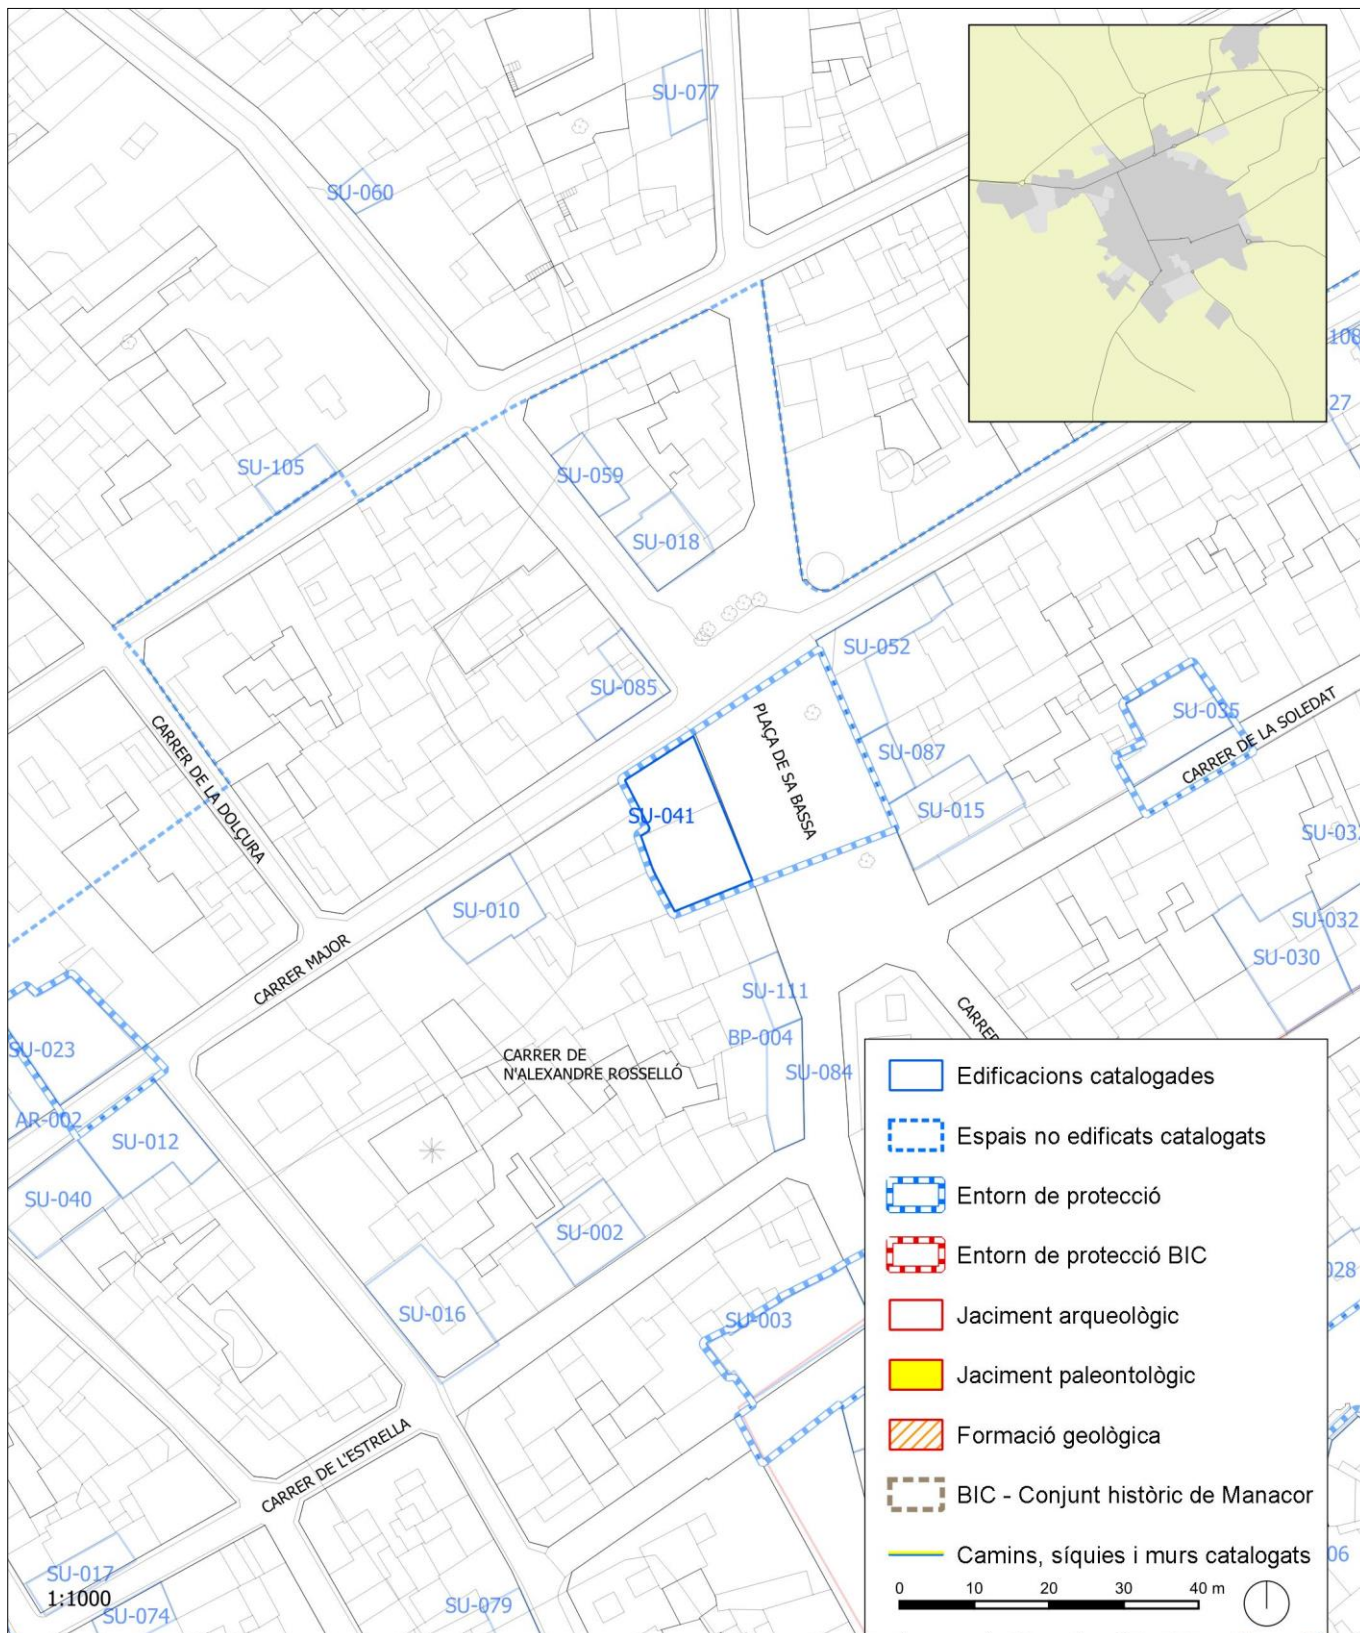 SU-077
SU-060
108
27
SU-105
SU-059
SU-018
SU-052
SU-085
SU-035
PLAÇA DE SA BASSA
CARRER DE LA SOLEDAT
SU-087
CARRER DE LA DOLÇURA
SU-041
SU-015
SU-010
SU-032
SU-030
CARRER MAJOR
SU-111
CARRER
SU-023
BP-004
CARRER DE
N'ALEXANDRE ROSSELLÓ
SU-084
AR-002
SU-012
SU-040
SU-002
SU-016
SU-003
028
CARRER DE L'ESTRELLA
SU-017
1:1000
SU-074
SU-079
06
Edificacions catalogades
Espais no edificats catalogats
Entorn de protecció
Entorn de protecció BIC
Jaciment arqueològic
Jaciment paleontològic
Formació geològica
BIC - Conjunt històric de Manacor
Camins, síquies i murs catalogats
0 10 20 30 40 m